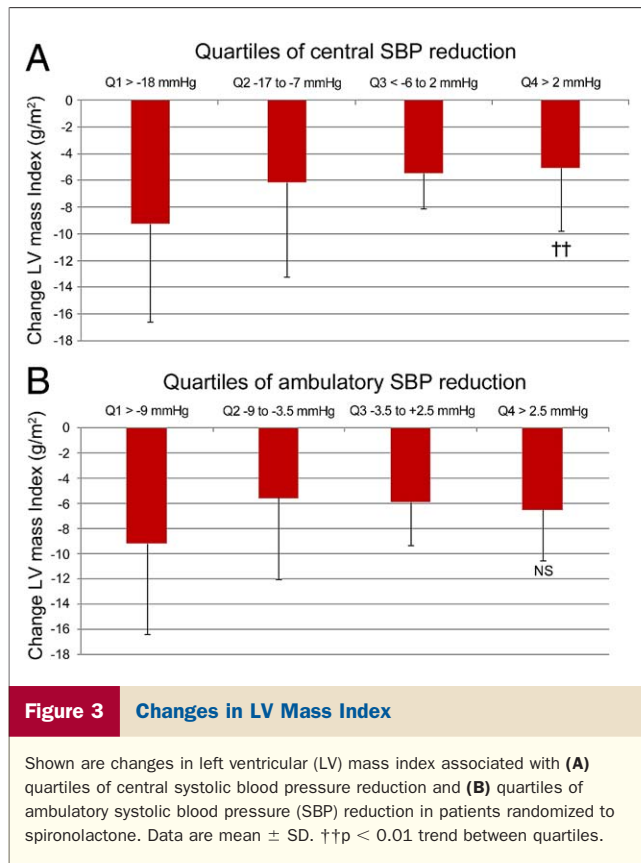 A
Quartiles of central SBP reduction
Q1 > -18 mmHg Q2 -17 to -7 mmHg Q3 < -6 to 2 mmHg Q4 > 2 mmHg
Change LV mass Index (g/m²)
0
-2
-4
-6
-8
-10
-12
-14
-16
-18
††
B
Quartiles of ambulatory SBP reduction
Q1 > -9 mmHg Q2 -9 to -3.5 mmHg Q3 -3.5 to +2.5 mmHg Q4 > 2.5 mmHg
Change LV mass Index (g/m²)
0
-2
-4
-6
-8
-10
-12
-14
-16
-18
NS
Figure 3 Changes in LV Mass Index
Shown are changes in left ventricular (LV) mass index associated with (A)
quartiles of central systolic blood pressure reduction and (B) quartiles of
ambulatory systolic blood pressure (SBP) reduction in patients randomized to
spironolactone. Data are mean ± SD. ††p < 0.01 trend between quartiles.